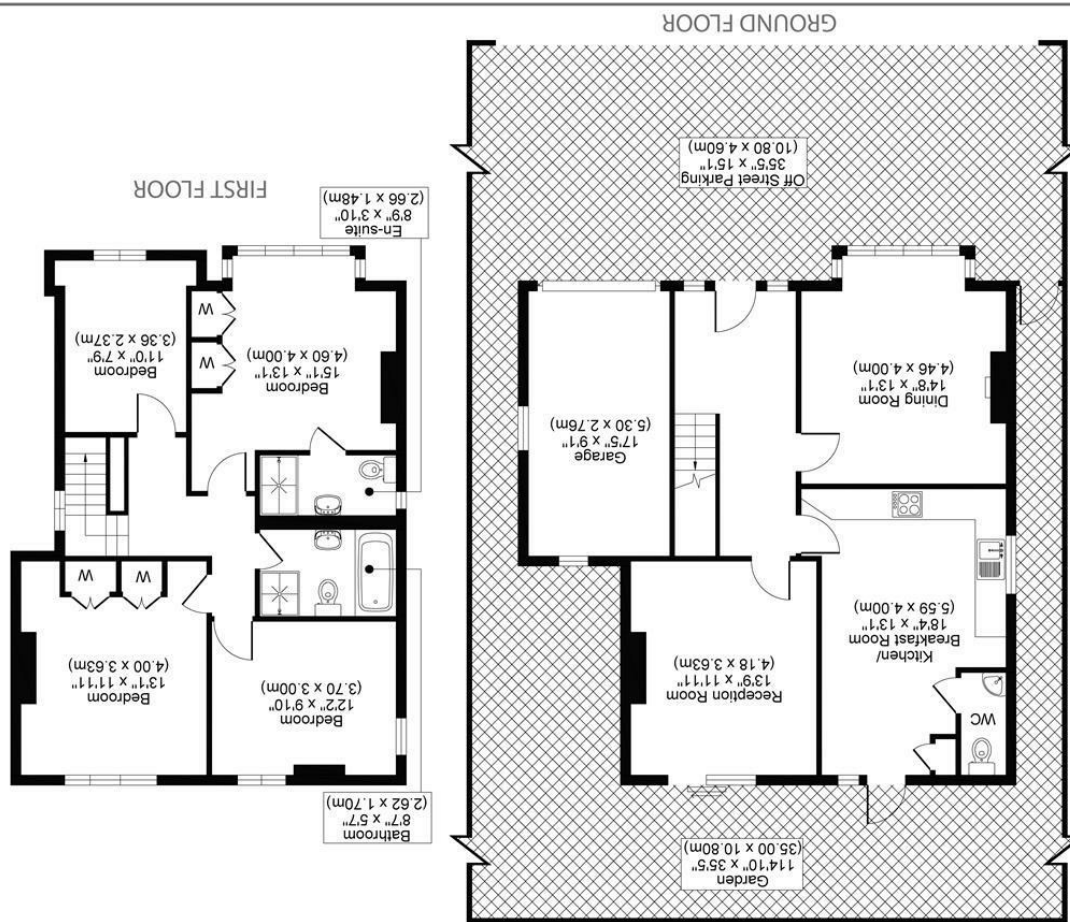 Garden
114'10" x 35'5"
(35.00 x 10.80m)
Reception Room
13'9" x 11'11"
(4.18 x 3.63m)
WC
Kitchen/
Breakfast Room
18'4" x 13'1"
(5.59 x 4.00m)
Garage
17'5" x 9'1"
(5.30 x 2.76m)
Dining Room
14'8" x 13'1"
(4.46 x 4.00m)
Off Street Parking
35'5" x 15'1"
(10.80 x 4.60m)
GROUND FLOOR
Bathroom
8'7" x 5'7"
(2.62 x 1.70m)
Bedroom
12'2" x 9'10"
(3.70 x 3.00m)
Bedroom
13'1" x 11'11"
(4.00 x 3.63m)
W
W
Bedroom
15'1" x 13'1"
(4.60 x 4.00m)
W
W
Bedroom
11'0" x 7'9"
(3.36 x 2.37m)
En-suite
8'9" x 3'10"
(2.66 x 1.48m)
FIRST FLOOR